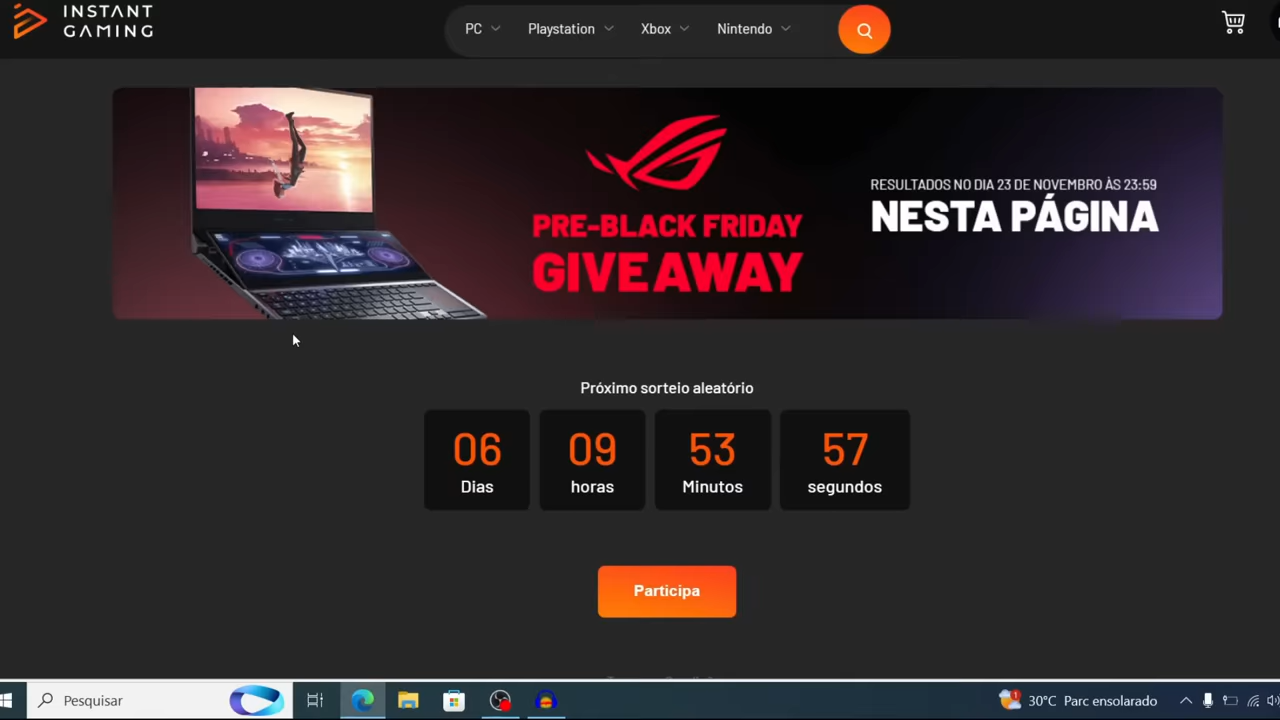 INSTANT
GAMING
PC
Playstation
Xbox
Nintendo
PRE-BLACK FRIDAY
GIVEAWAY
RESULTADOS NO DIA 23 DE NOVEMBRO ÀS 23:59
NESTA PÁGINA
Próximo sorteio aleatório
06
Dias
09
horas
53
Minutos
57
segundos
Participa
Pesquisar
1
30°C Parc ensolarado